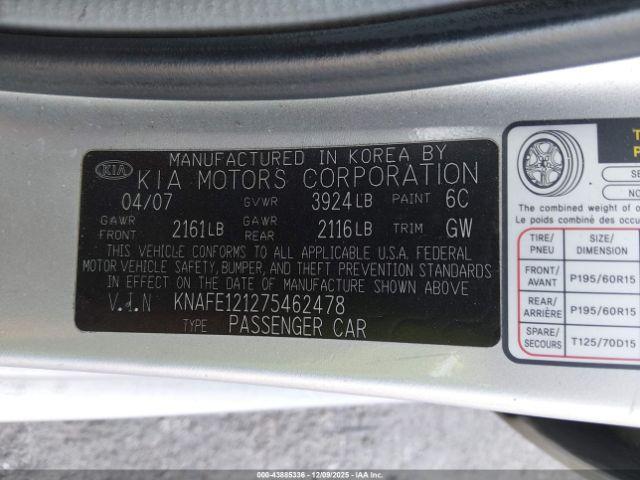 KIA
MANUFACTURED IN KOREA BY
KIA MOTORS CORPORATION
04/07 GVWR 3924LB PAINT 6C
GAWR FRONT 2161LB GAWR REAR 2116LB TRIM GW
THIS VEHICLE CONFORMS TO ALL APPLICABLE U.S.A. FEDERAL
MOTOR VEHICLE SAFETY, BUMPER, AND THEFT PREVENTION STANDARDS
IN EFFECT ON THE DATE OF MANUFACTURE SHOWN ABOVE
V.I.N KNAFE121275462478
TYPE PASSENGER CAR
The combined weight of
Le poids combiné des
TIRE/ SIZE/
PNEU DIMENSION
FRONT/
AVANT P195/60R15
REAR/
ARRIÈRE P195/60R15
SPARE/
SECOURS T125/70D15
000-43885336 - 12/09/2025 - IAAI.COM